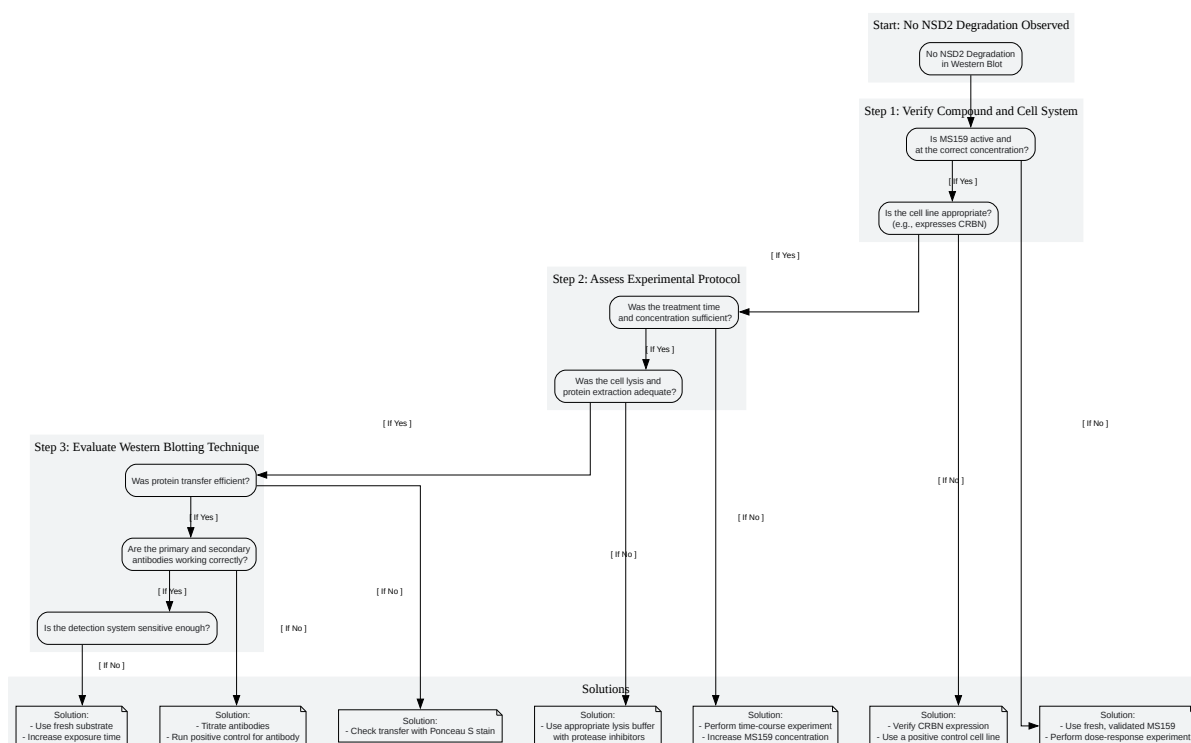 Start: No NSD2 Degradation Observed
No NSD2 Degradation
in Western Blot
Step 1: Verify Compound and Cell System
Is MS159 active and
at the correct concentration?
[ If Yes ]
Is the cell line appropriate?
(e.g., expresses CRBN)
[ If Yes ]
Step 2: Assess Experimental Protocol
Was the treatment time
and concentration sufficient?
[ If Yes ]
Was the cell lysis and
protein extraction adequate?
[ If Yes ]
[ If No ]
Step 3: Evaluate Western Blotting Technique
Was protein transfer efficient?
[ If No ]
[ If Yes ]
[ If No ]
Are the primary and secondary
antibodies working correctly?
[ If No ]
[ If Yes ]
[ If No ]
Is the detection system sensitive enough?
[ If No ]
[ If No ]
Solutions
Solution:
- Use fresh substrate
- Increase exposure time
Solution:
- Titrate antibodies
- Run positive control for antibody
Solution:
- Check transfer with Ponceau S stain
Solution:
- Use appropriate lysis buffer
with protease inhibitors
Solution:
- Perform time-course experiment
- Increase MS159 concentration
Solution:
- Verify CRBN expression
- Use a positive control cell line
Solution:
- Use fresh, validated MS159
- Perform dose-response experiment